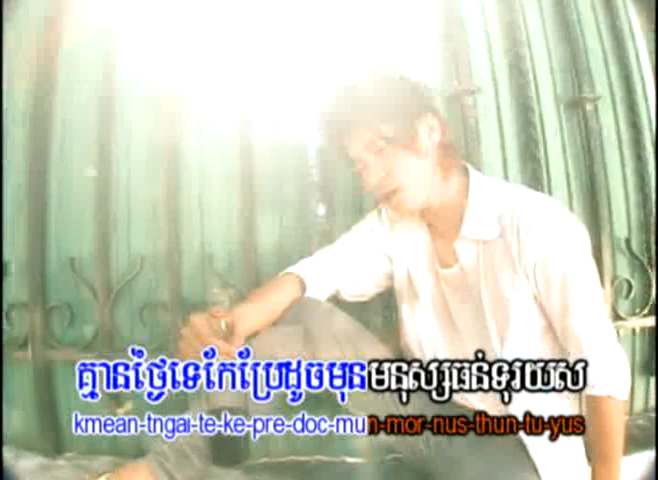 គ្មានថ្ងៃទេកែប្រែដូចមុនមនុស្សធន់ទុរយស
kmean-tngai-te-ke-pre-doc-mun-mor-nus-thun-tu-yus